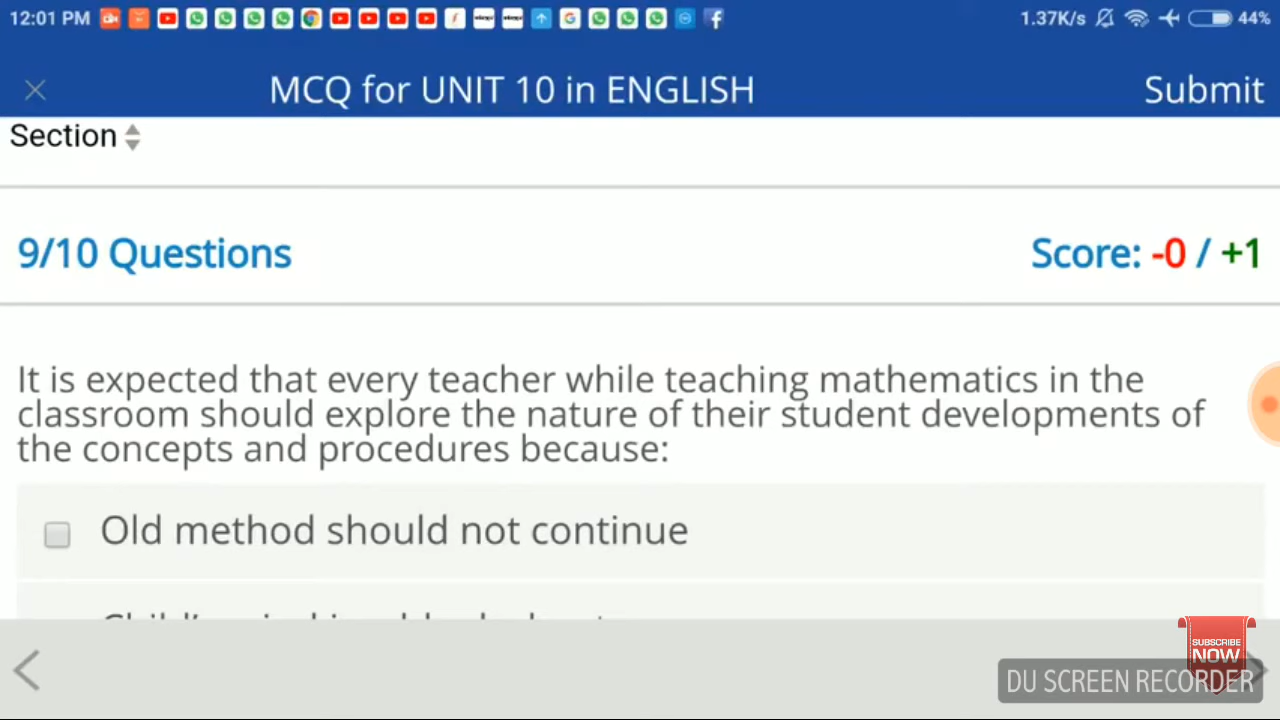 12:01 PM 1.37K/s 44%
MCQ for UNIT 10 in ENGLISH Submit
Section
9/10 Questions Score: -0 / +1
It is expected that every teacher while teaching mathematics in the
classroom should explore the nature of their student developments of
the concepts and procedures because:
Old method should not continue
SUBSCRIBE
NOW
DU SCREEN RECORDER